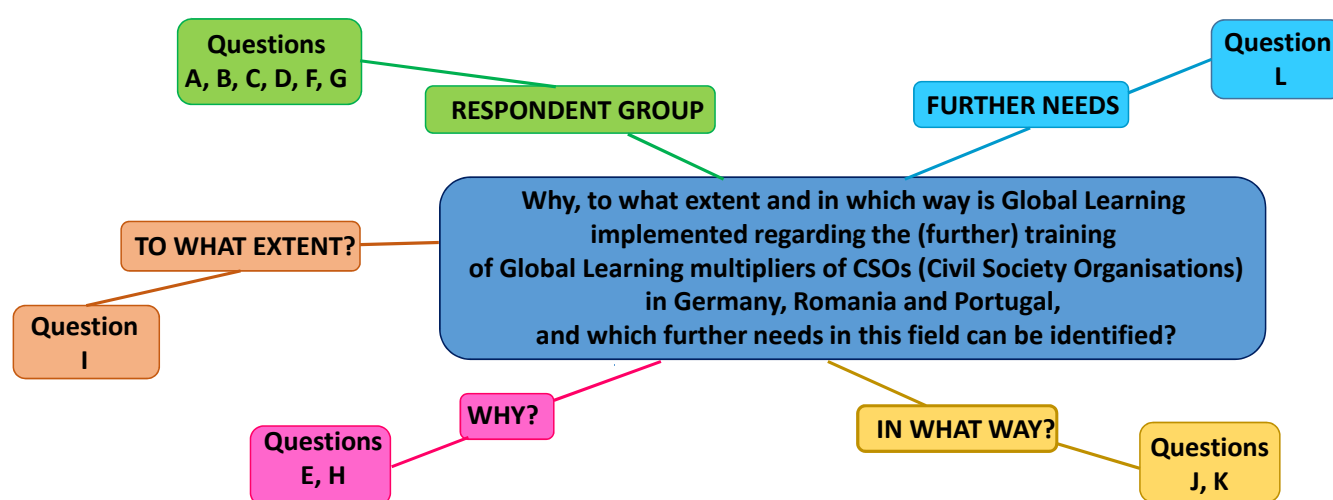 Questions
A, B, C, D, F, G
RESPONDENT GROUP
FURTHER NEEDS
Question
L
Why, to what extent and in which way is Global Learning
implemented regarding the (further) training
of Global Learning multipliers of CSOs (Civil Society Organisations)
in Germany, Romania and Portugal,
and which further needs in this field can be identified?
TO WHAT EXTENT?
Question
I
WHY?
Questions
E, H
IN WHAT WAY?
Questions
J, K